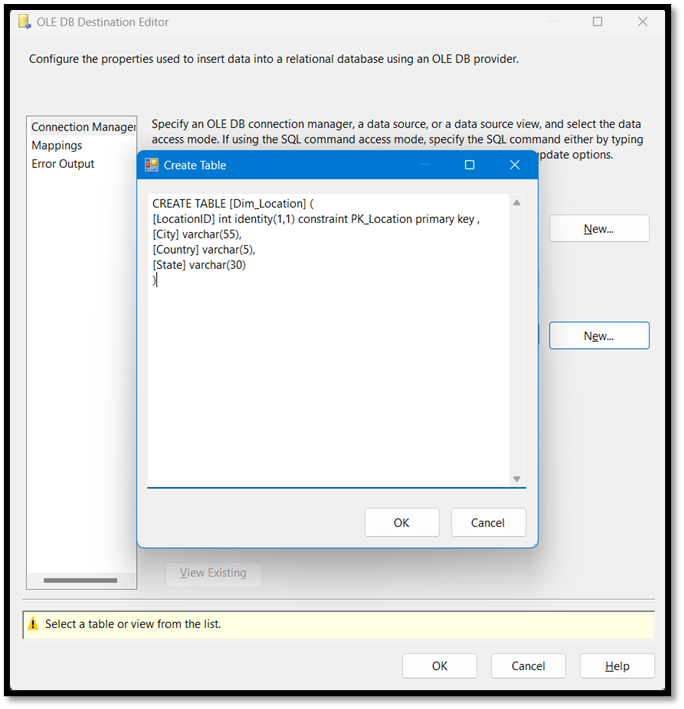 OLE DB Destination Editor
Configure the properties used to insert data into a relational database using an OLE DB provider.
Connection Manager
Mappings
Error Output
Specify an OLE DB connection manager, a data source, or a data source view, and select the data
access mode. If using the SQL command access mode, specify the SQL command either by typing
update options.
Create Table
CREATE TABLE [Dim_Location] (
[LocationID] int identity(1,1) constraint PK_Location primary key ,
[City] varchar(55),
[Country] varchar(5),
[State] varchar(30)
)
OK
Cancel
New...
New...
View Existing
Select a table or view from the list.
OK
Cancel
Help